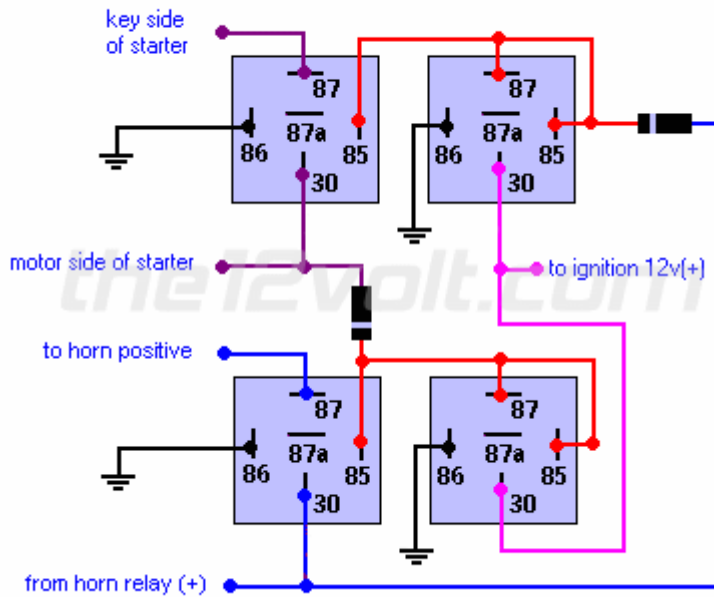 key side
of starter
87
87a
86
85
30
87
87a
86
85
30
motor side of starter
to ignition 12v(+)
the12volt.com
to horn positive
87
87a
86
85
30
87
87a
86
85
30
from horn relay (+)